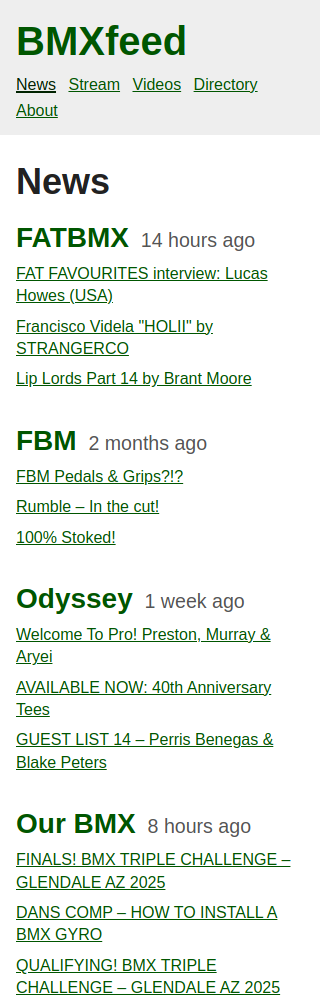 BMXfeed
News Stream Videos Directory
About
News
FATBMX 14 hours ago
FAT FAVOURITES interview: Lucas
Howes (USA)
Francisco Videla "HOLII" by
STRANGERCO
Lip Lords Part 14 by Brant Moore
FBM 2 months ago
FBM Pedals & Grips?!?
Rumble – In the cut!
100% Stoked!
Odyssey 1 week ago
Welcome To Pro! Preston, Murray &
Aryei
AVAILABLE NOW: 40th Anniversary
Tees
GUEST LIST 14 – Perris Benegas &
Blake Peters
Our BMX 8 hours ago
FINALS! BMX TRIPLE CHALLENGE –
GLENDALE AZ 2025
DANS COMP – HOW TO INSTALL A
BMX GYRO
QUALIFYING! BMX TRIPLE
CHALLENGE – GLENDALE AZ 2025